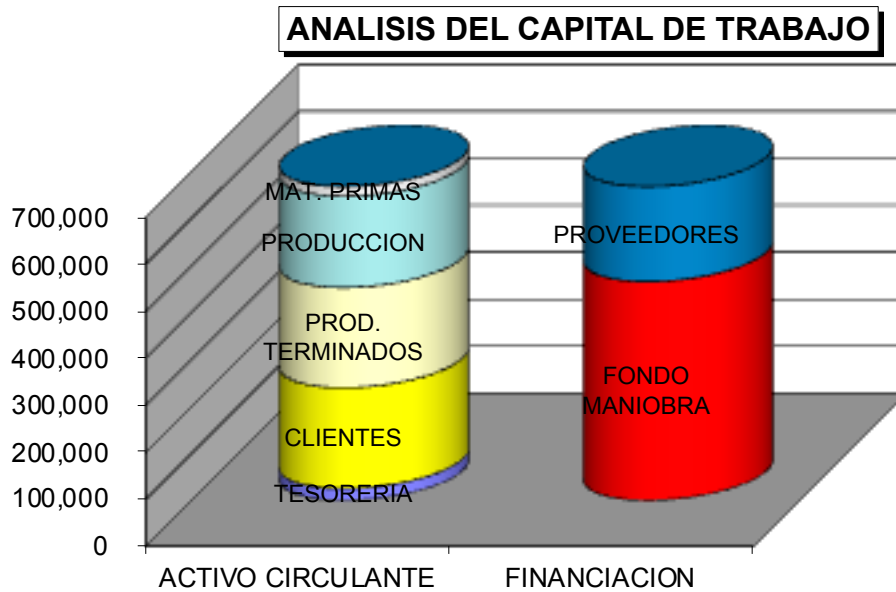 ANALISIS DEL CAPITAL DE TRABAJO
700,000
600,000
500,000
400,000
300,000
200,000
100,000
0
MAT. PRIMAS
PRODUCCION
PROD.
TERMINADOS
CLIENTES
TESORERIA
PROVEEDORES
FONDO
MANIOBRA
ACTIVO CIRCULANTE
FINANCIACION